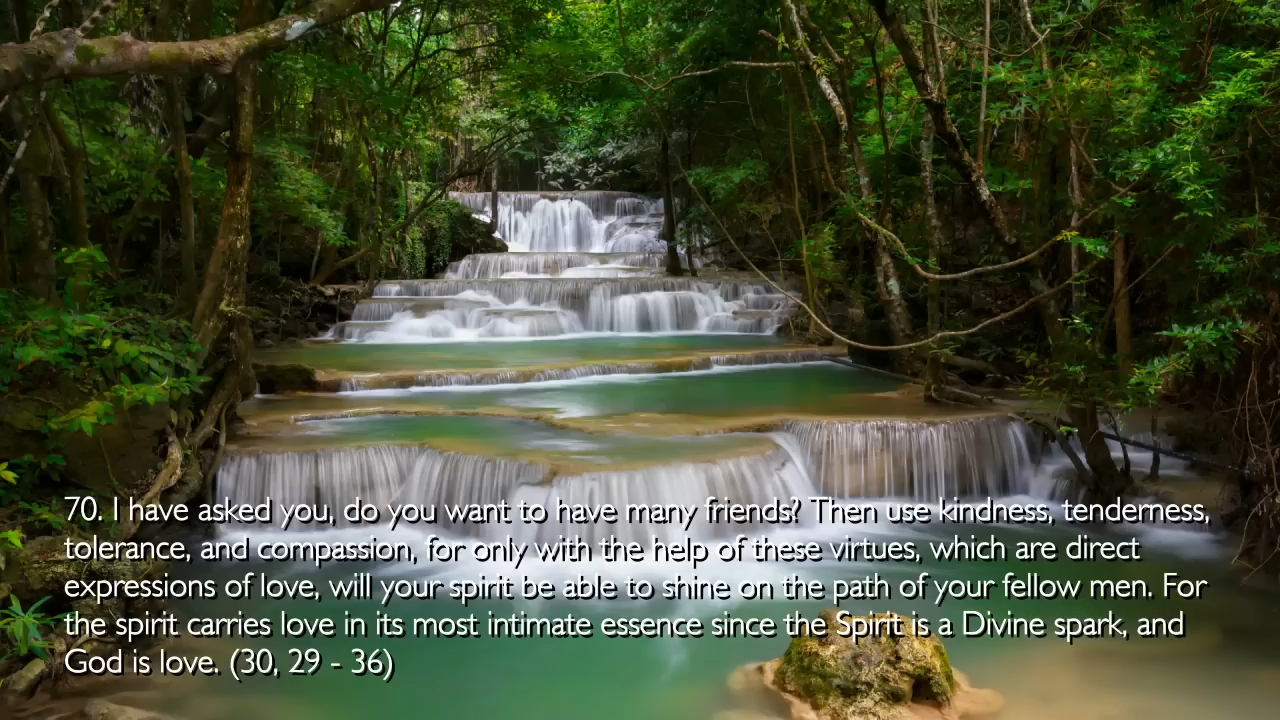 70. I have asked you, do you want to have many friends? Then use kindness, tenderness,
tolerance, and compassion, for only with the help of these virtues, which are direct
expressions of love, will your spirit be able to shine on the path of your fellow men. For
the spirit carries love in its most intimate essence since the Spirit is a Divine spark, and
God is love. (30, 29 - 36)